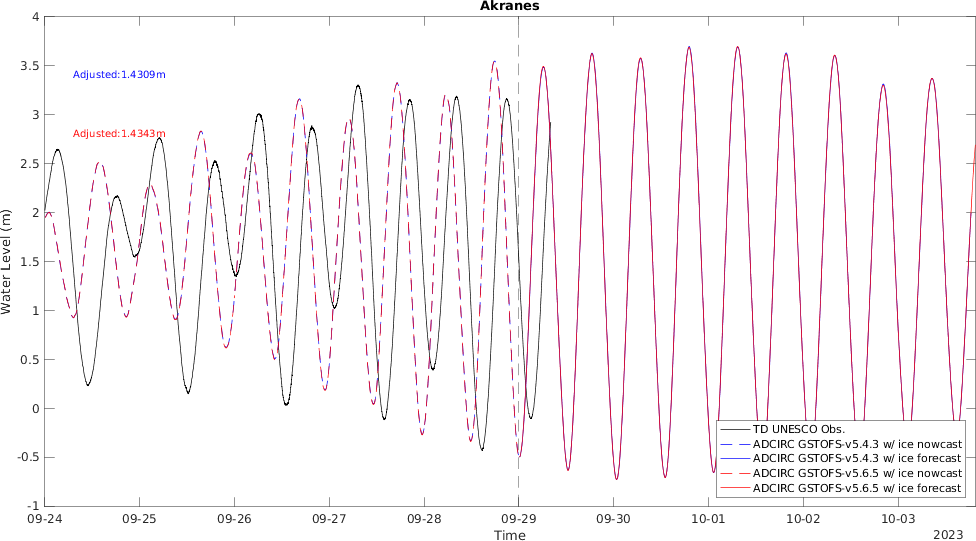 Akranes
4
3.5
3
2.5
2
1.5
1
0.5
0
-0.5
-1
Water Level (m)
Adjusted:1.4309m
Adjusted:1.4343m
TD UNESCO Obs.
ADCIRC GSTOFS-v5.4.3 w/ ice nowcast
ADCIRC GSTOFS-v5.4.3 w/ ice forecast
ADCIRC GSTOFS-v5.6.5 w/ ice nowcast
ADCIRC GSTOFS-v5.6.5 w/ ice forecast
09-24 09-25 09-26 09-27 09-28 09-29 09-30 10-01 10-02 10-03
Time
2023